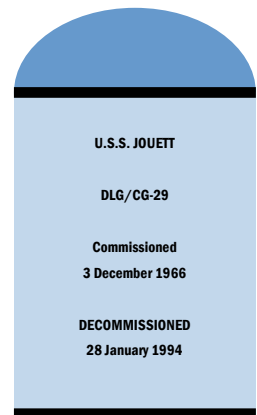 U.S.S. JOUETT
DLG/CG-29
Commissioned
3 December 1966
DECOMMISSIONED
28 January 1994